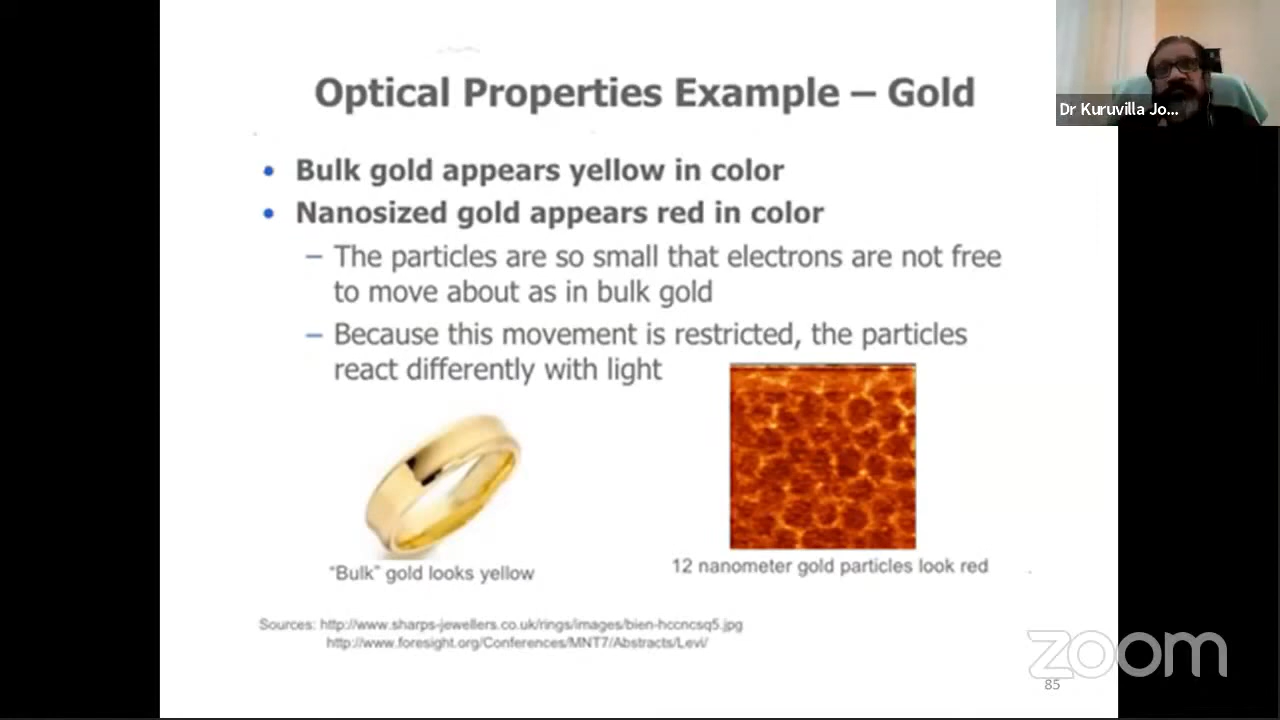 Optical Properties Example – Gold
Dr Kuruvilla Jo...
• Bulk gold appears yellow in color
• Nanosized gold appears red in color
– The particles are so small that electrons are not free
to move about as in bulk gold
– Because this movement is restricted, the particles
react differently with light
"Bulk" gold looks yellow
12 nanometer gold particles look red
Sources: http://www.sharps-jewellers.co.uk/rings/images/bien-hccncsq5.jpg
http://www.foresight.org/Conferences/MNT7/Abstracts/Levi/
zoom
85